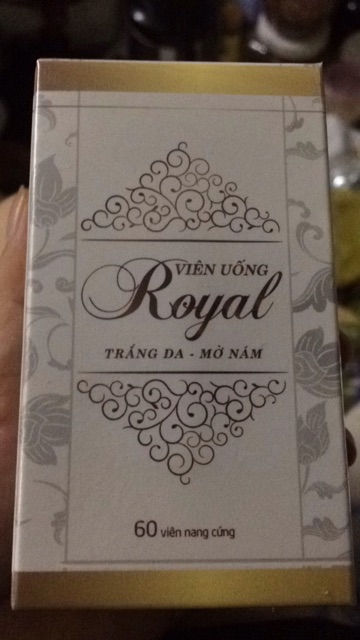 VIÊN UỐNG
Royal
TRẮNG DA - MỜ NÁM
60 viên nang cứng